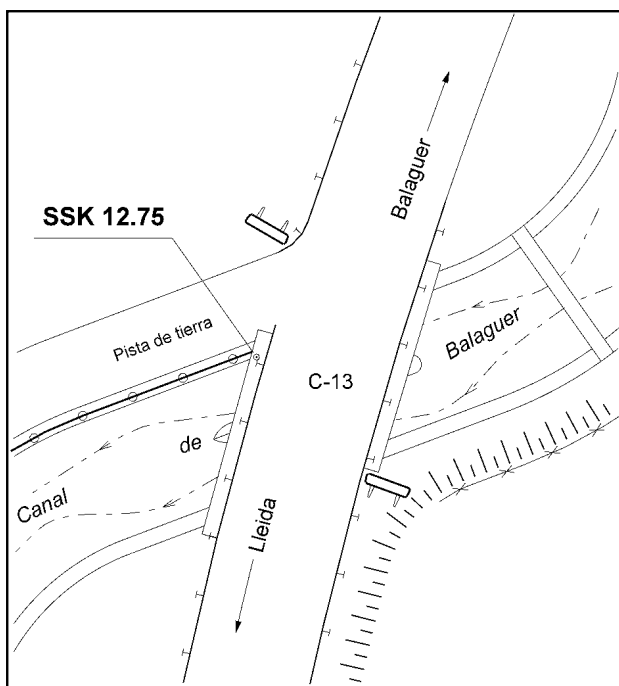 Balaguer
SSK 12.75
Pista de tierra
Balaguer
C-13
de
Canal
Lleida